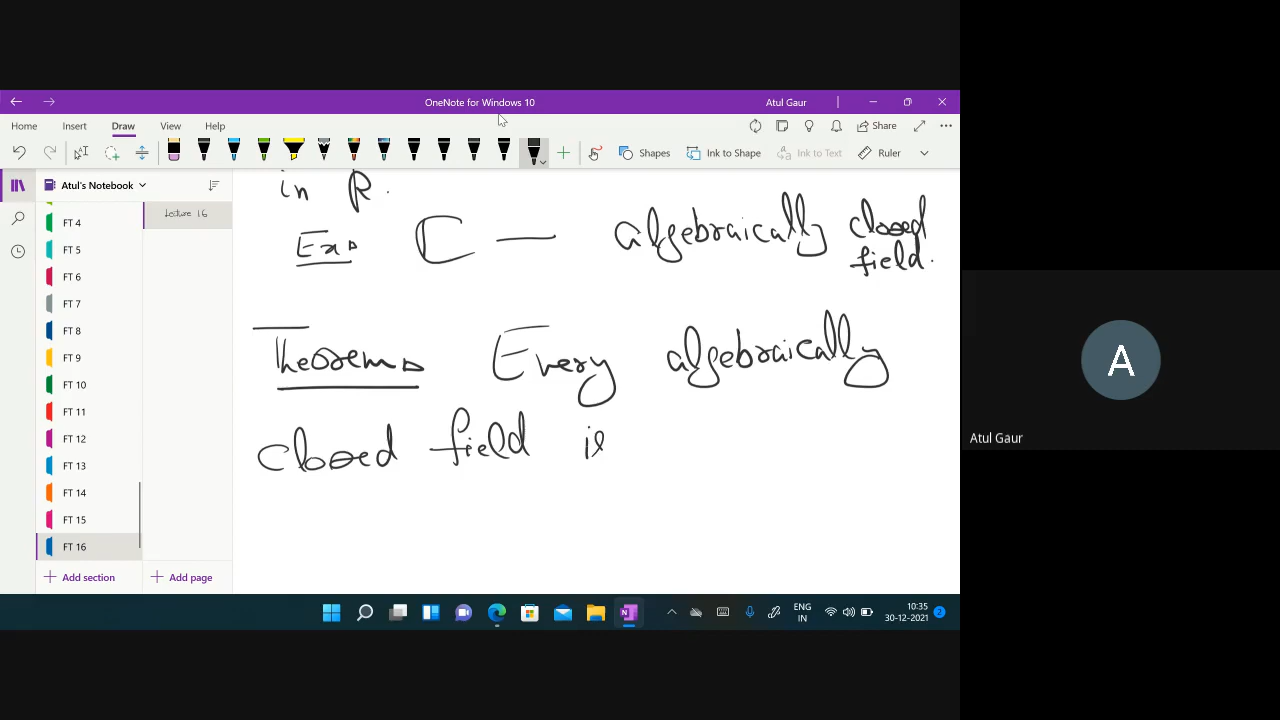 OneNote for Windows 10
Atul Gaur
Home Insert Draw View Help
Share
Shapes Ink to Shape Ink to Text Ruler
Atul's Notebook
Lecture 16
FT 4
FT 5
FT 6
FT 7
FT 8
FT 9
FT 10
FT 11
FT 12
FT 13
FT 14
FT 15
FT 16
Add section Add page
in R.
Ex. C — algebraically closed
field.
Theorem Every algebraically
closed field is
A
Atul Gaur
ENG
IN
10:35
30-12-2021
2